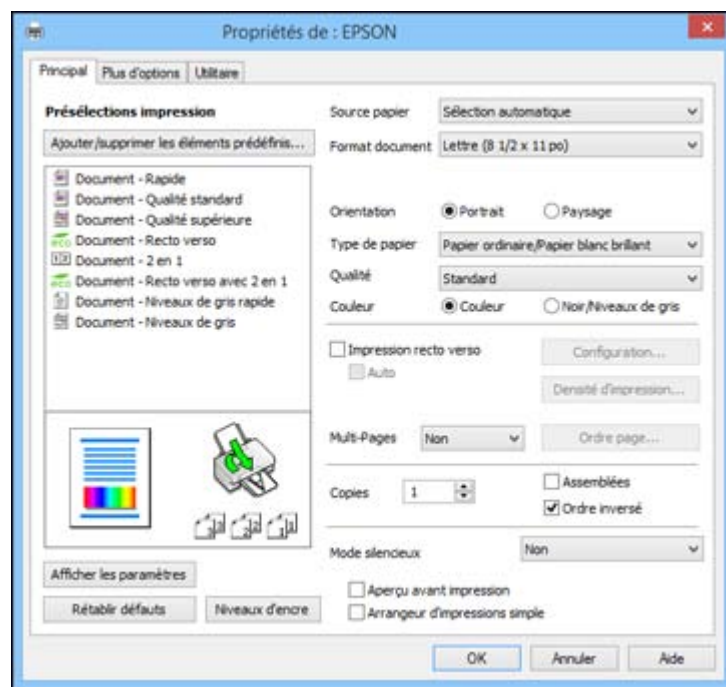 Propriétés de : EPSON
Principal Plus d'options Utilitaire
Présélections impression
Ajouter/supprimer les éléments prédéfinis...
Document - Rapide
Document - Qualité standard
Document - Qualité supérieure
eco Document - Recto verso
Document - 2 en 1
eco Document - Recto verso avec 2 en 1
Document - Niveaux de gris rapide
Document - Niveaux de gris
Afficher les paramètres
Rétablir défauts Niveaux d'encre
Source papier Sélection automatique
Format document Lettre (8 1/2 x 11 po)
Orientation Portrait Paysage
Type de papier Papier ordinaire/Papier blanc brillant
Qualité Standard
Couleur Couleur Noir/Niveaux de gris
Impression recto verso Configuration...
Auto
Densité d'impression...
Multi-Pages Non Ordre page...
Copies 1 Assemblées
Ordre inversé
Mode silencieux Non
Aperçu avant impression
Arrangeur d'impressions simple
OK Annuler Aide